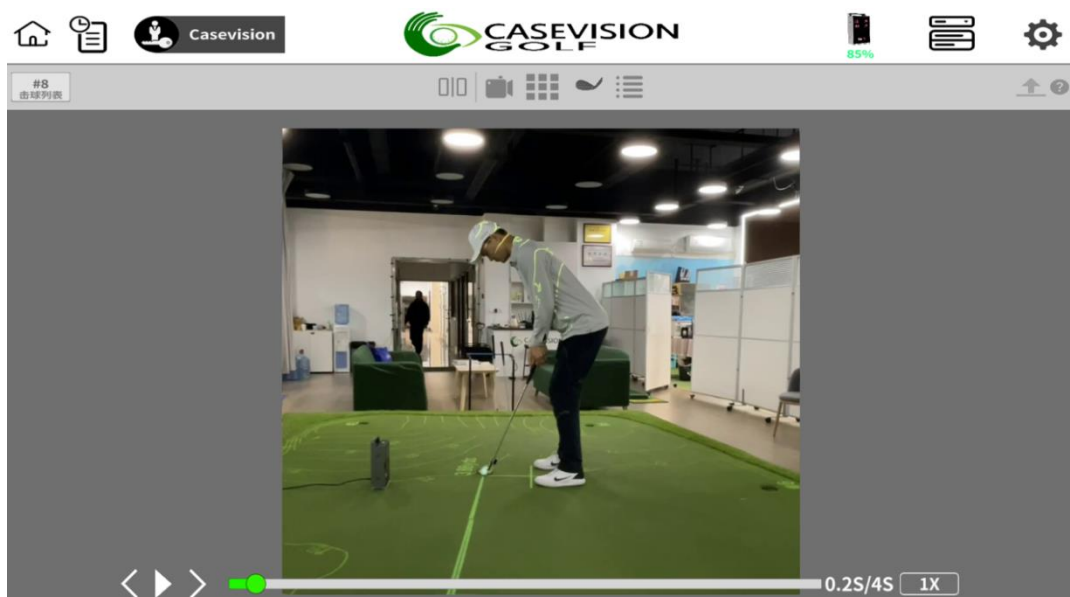 Casevision
CASEVISION
GOLF
85%
#8
击球列表
0.2S/4S
1X